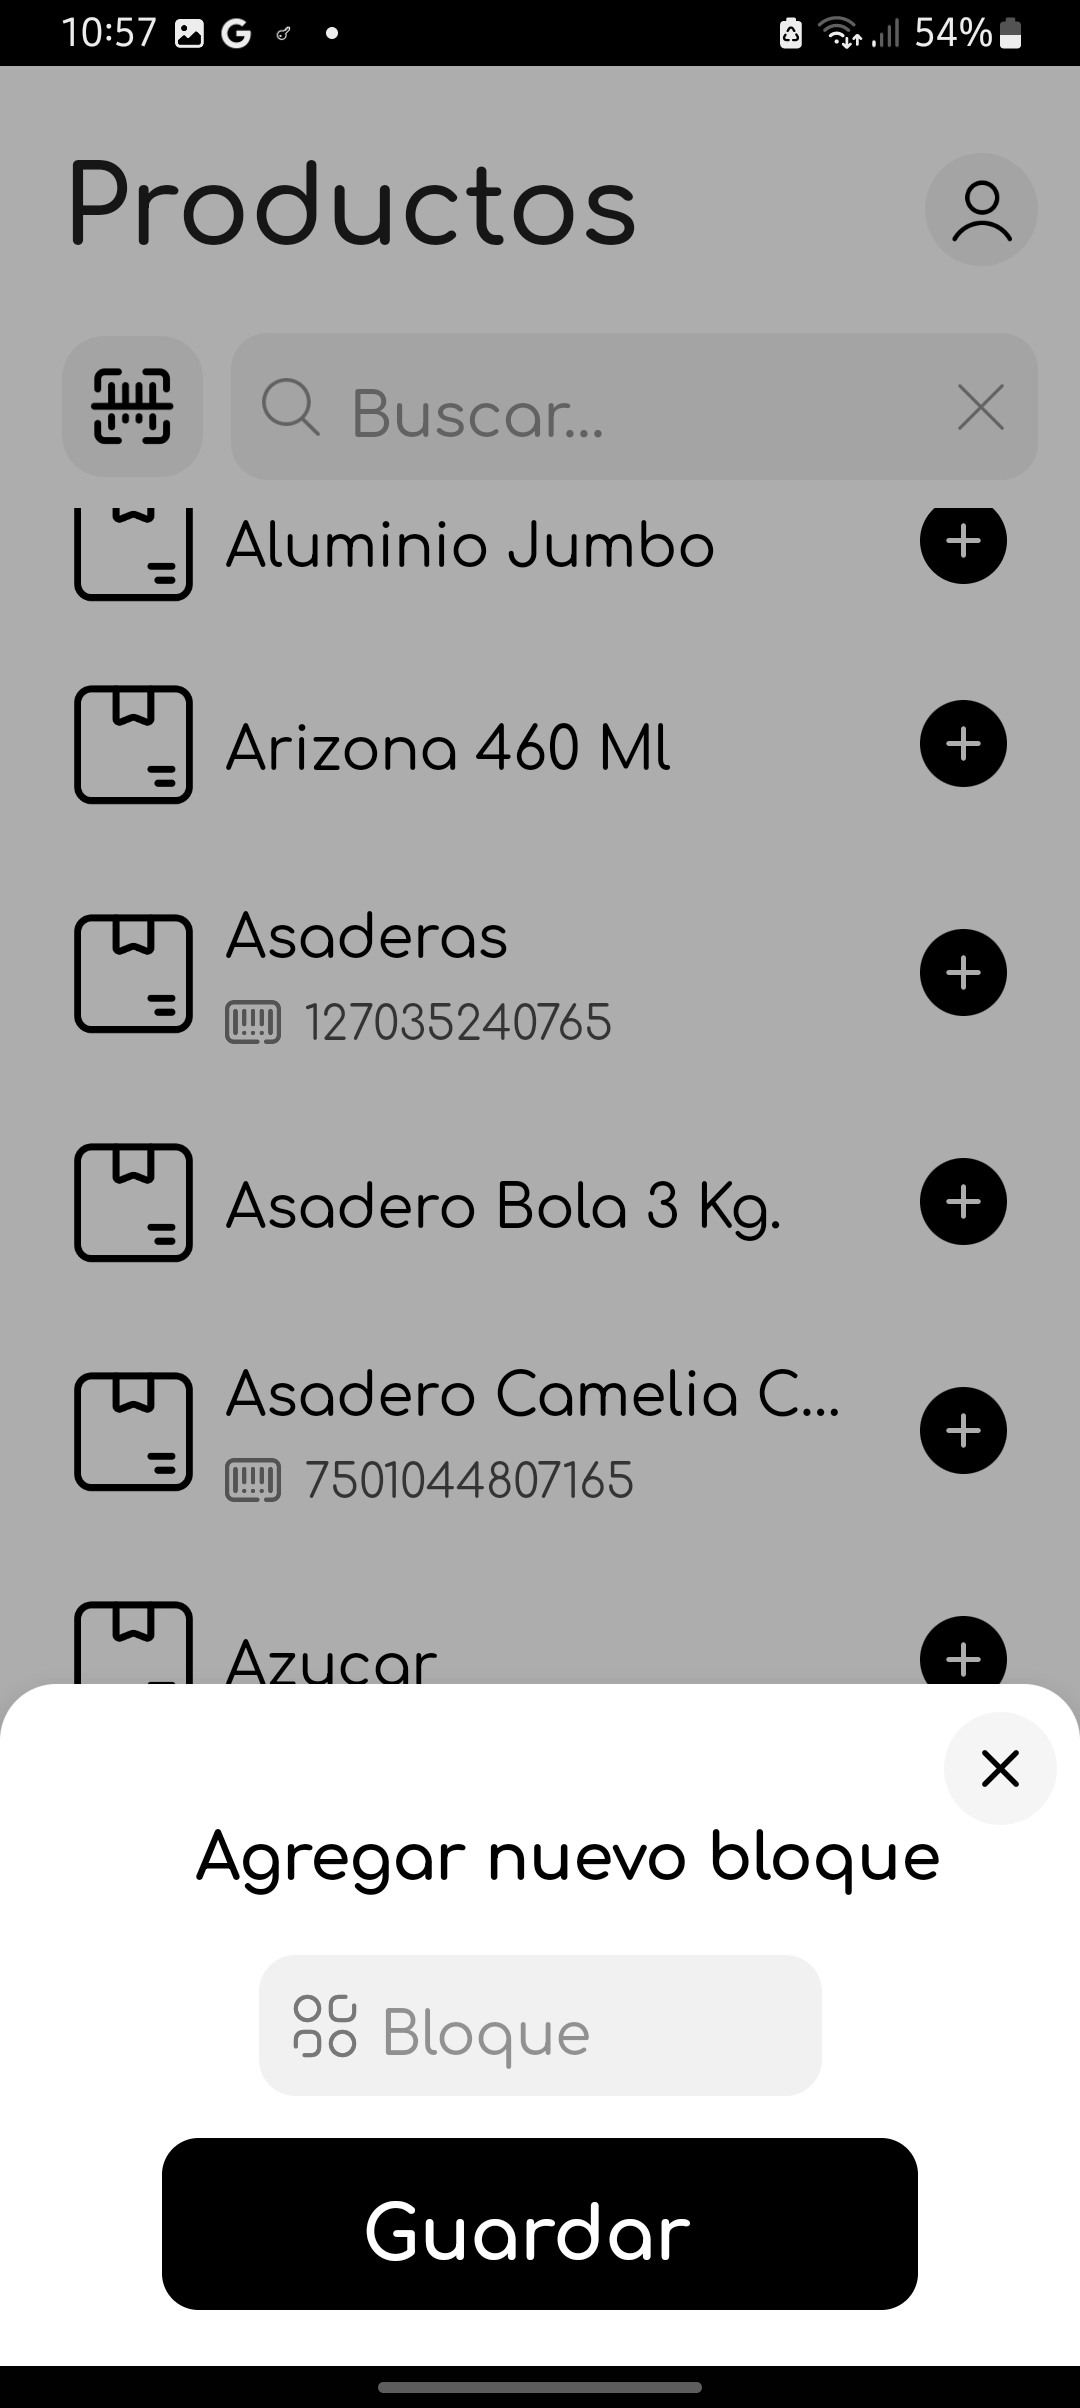 10:57 54%
Productos
Buscar...
Aluminio Jumbo
Arizona 460 Ml
Asaderas
127035240765
Asadero Bola 3 Kg.
Asadero Camelia C...
7501044807165
Azucar
Agregar nuevo bloque
Bloque
Guardar